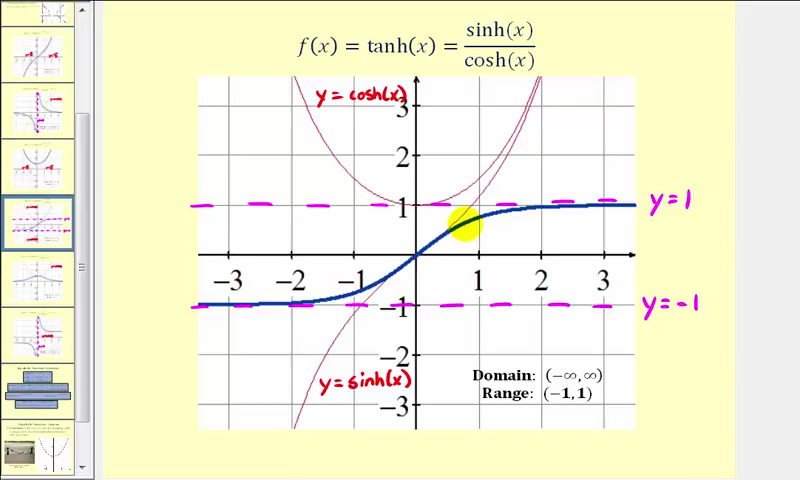 f(x) = tanh(x) = sinh(x)/cosh(x)
y = cosh(x)
3
2
1
y=1
-3 -2 -1 1 2 3
-1
y=-1
-2
y=sinh(x)
Domain: (-∞,∞)
Range: (-1,1)
-3